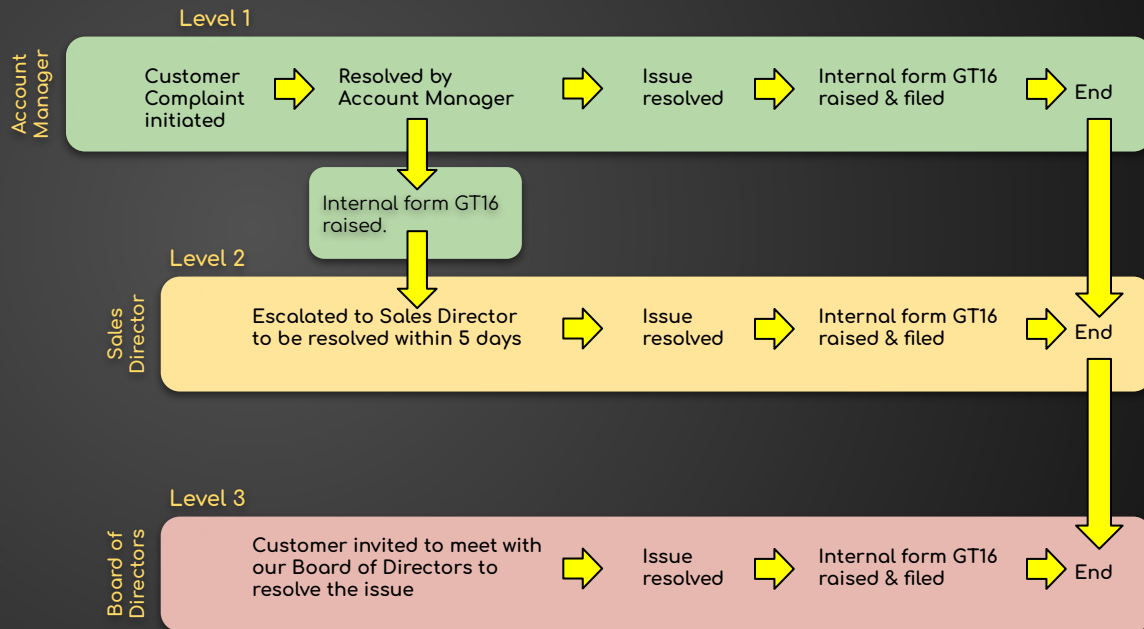 Level 1
Account
Manager
Customer
Complaint
initiated
Resolved by
Account Manager
Issue
resolved
Internal form GT16
raised & filed
End
Internal form GT16
raised.
Level 2
Sales
Director
Escalated to Sales Director
to be resolved within 5 days
Issue
resolved
Internal form GT16
raised & filed
End
Level 3
Board of
Directors
Customer invited to meet with
our Board of Directors to
resolve the issue
Issue
resolved
Internal form GT16
raised & filed
End